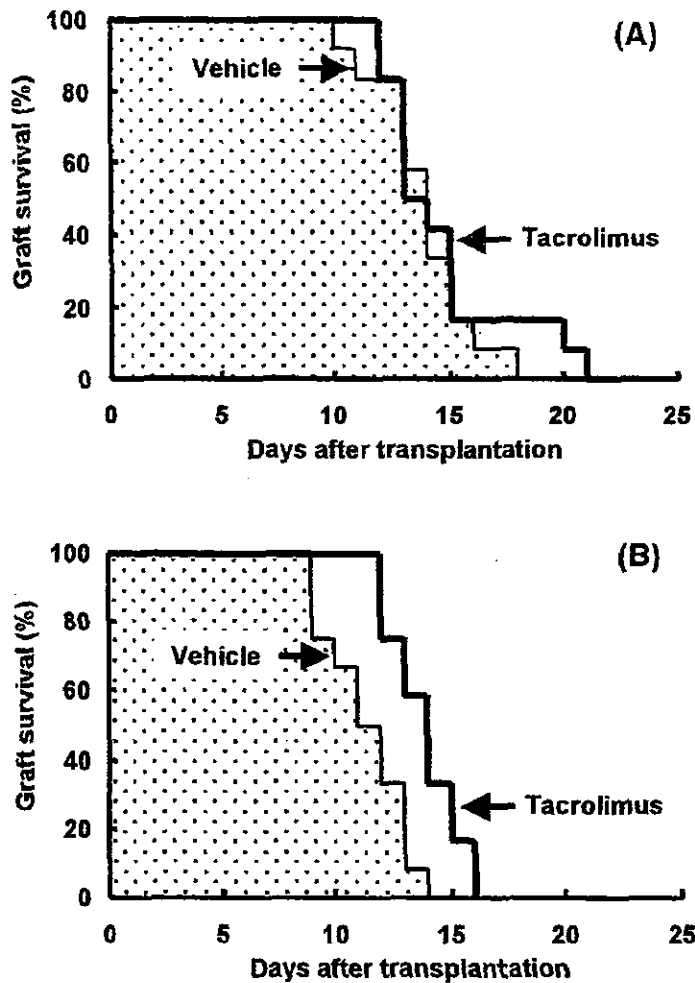 (A)
Graft survival (%)
100
80
60
40
20
0
Vehicle
Tacrolimus
0 5 10 15 20 25
Days after transplantation
(B)
Graft survival (%)
100
80
60
40
20
0
Vehicle
Tacrolimus
0 5 10 15 20 25
Days after transplantation